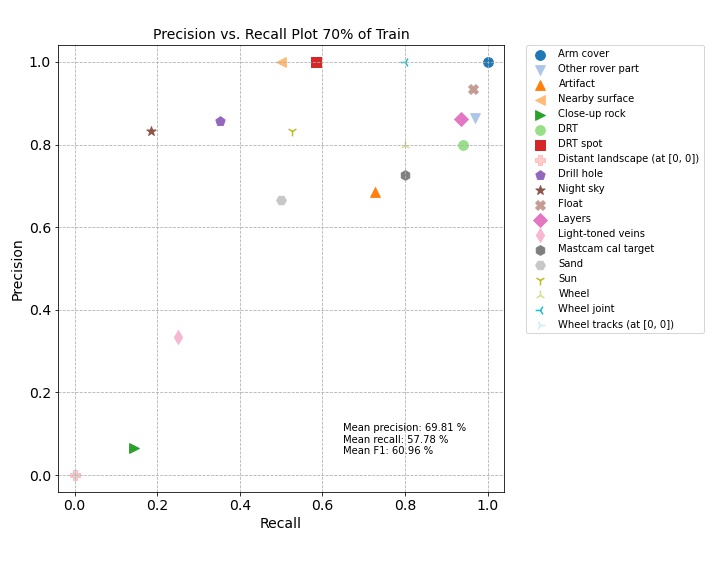 Precision vs. Recall Plot 70% of Train
Precision
1.0
0.8
0.6
0.4
0.2
0.0
0.0 0.2 0.4 0.6 0.8 1.0
Recall
Mean precision: 69.81 %
Mean recall: 57.78 %
Mean F1: 60.96 %
Arm cover
Other rover part
Artifact
Nearby surface
Close-up rock
DRT
DRT spot
Distant landscape (at [0, 0])
Drill hole
Night sky
Float
Layers
Light-toned veins
Mastcam cal target
Sand
Sun
Wheel
Wheel joint
Wheel tracks (at [0, 0])